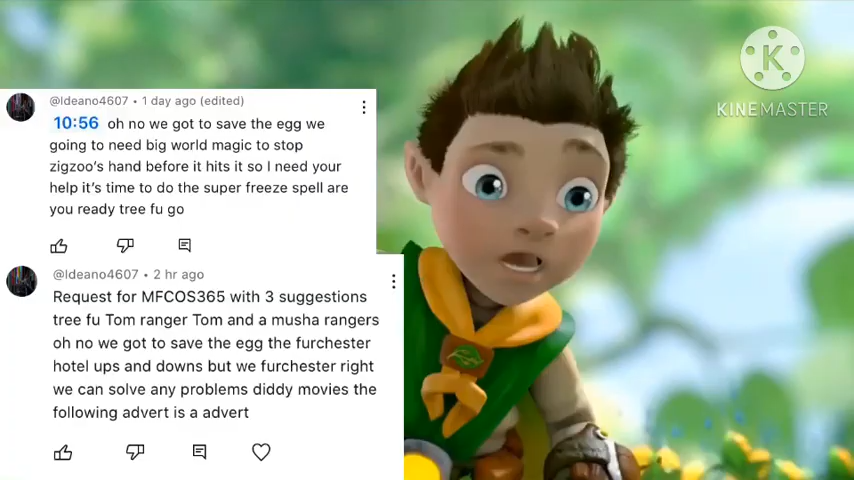 @Ideano4607 • 1 day ago (edited)
10:56 oh no we got to save the egg we
going to need big world magic to stop
zigzoo's hand before it hits it so I need your
help it's time to do the super freeze spell are
you ready tree fu go
@Ideano4607 • 2 hr ago
Request for MFCOS365 with 3 suggestions
tree fu Tom ranger Tom and a musha rangers
oh no we got to save the egg the furchester
hotel ups and downs but we furchester right
we can solve any problems diddy movies the
following advert is a advert
K
KINEMASTER